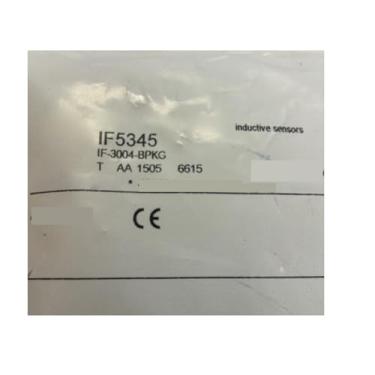 inductive sensors
IF5345
IF-3004-BPKG
T AA 1505 6615
*
CE